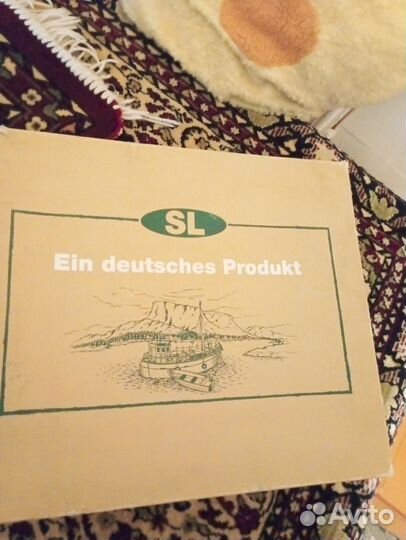 SL
Ein deutsches Produkt
Avito